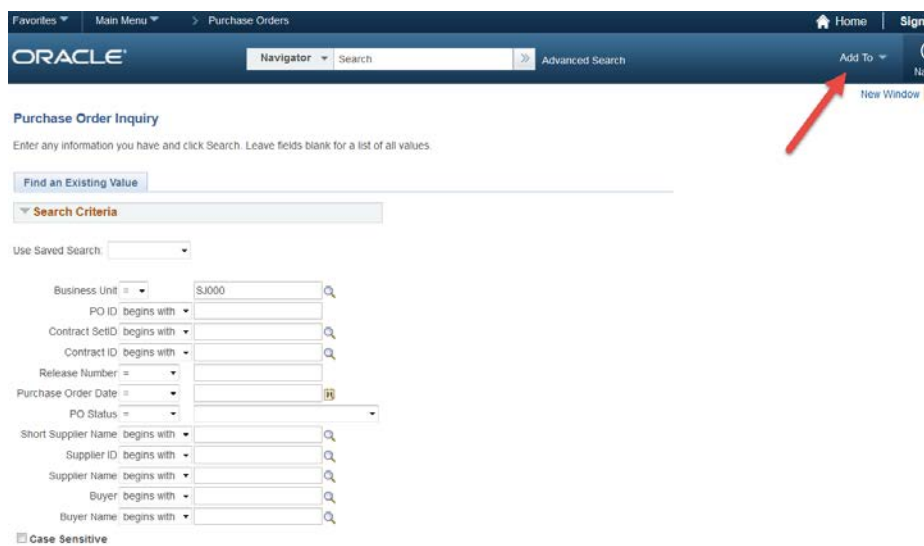 Favorites Main Menu > Purchase Orders Home Sign
ORACLE Navigator Search >> Advanced Search Add To Na
New Window
Purchase Order Inquiry
Enter any information you have and click Search. Leave fields blank for a list of all values.
Find an Existing Value
Search Criteria
Use Saved Search:
Business Unit = SJ000
PO ID begins with
Contract SetID begins with
Contract ID begins with
Release Number =
Purchase Order Date =
PO Status =
Short Supplier Name begins with
Supplier ID begins with
Supplier Name begins with
Buyer begins with
Buyer Name begins with
Case Sensitive